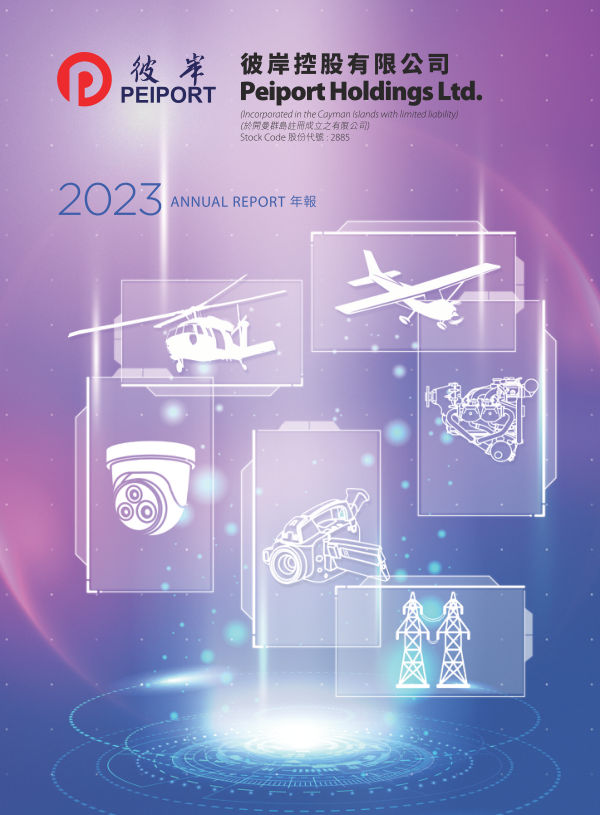 彼岸
PEIPORT
彼岸控股有限公司
Peiport Holdings Ltd.
(Incorporated in the Cayman Islands with limited liability)
(於開曼群島註冊成立之有限公司)
Stock Code 股份代號 : 2885
2023 ANNUAL REPORT 年報